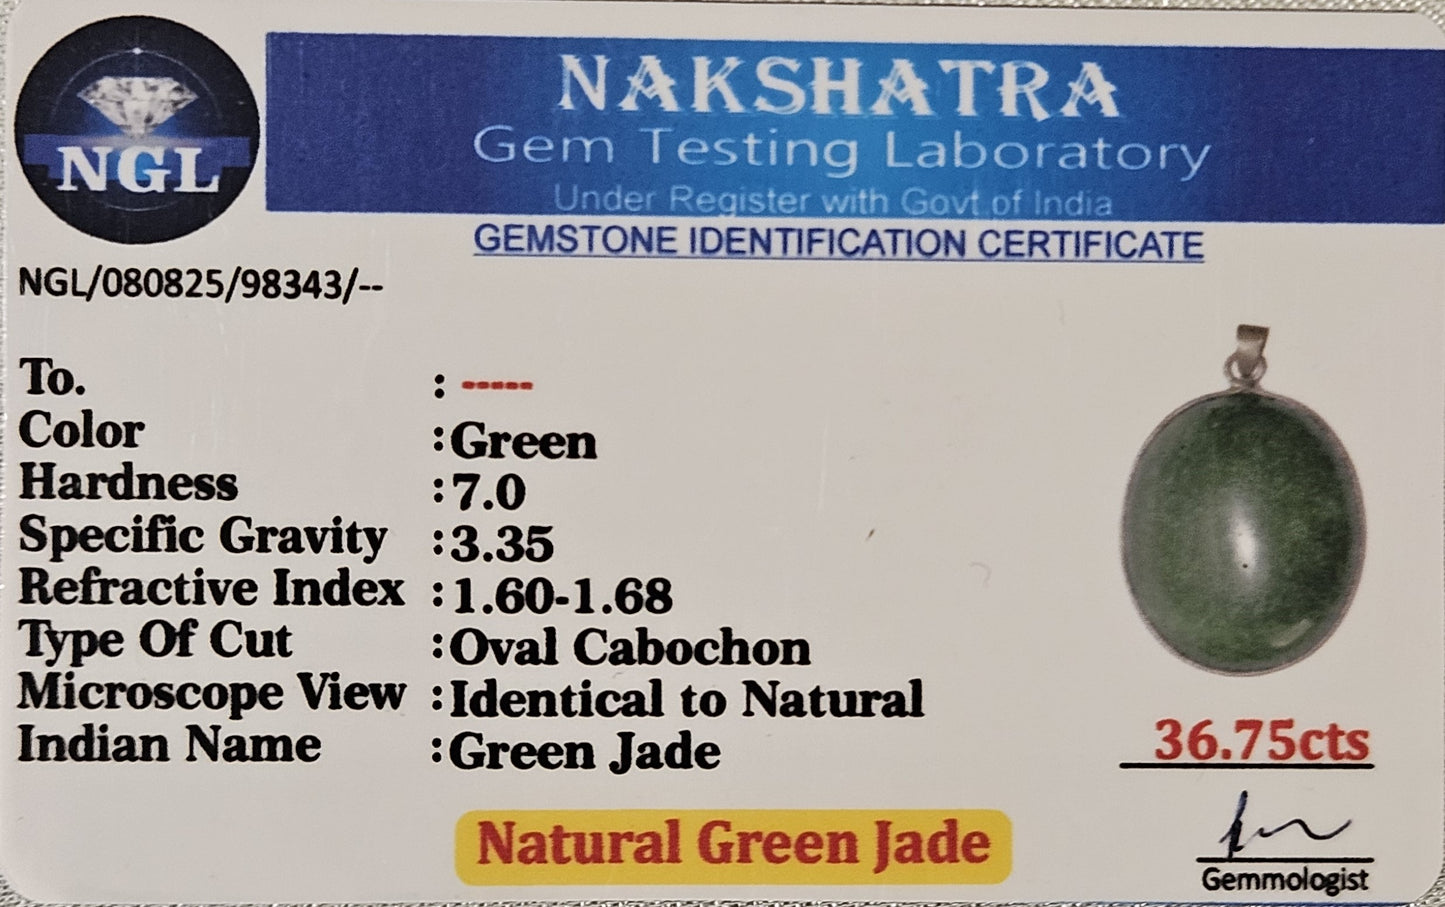 NGL
NAKSHATRA
Gem Testing Laboratory
Under Register with Govt of India
GEMSTONE IDENTIFICATION CERTIFICATE
NGL/080825/98343/--
To. : -----
Color :Green
Hardness :7.0
Specific Gravity :3.35
Refractive Index :1.60-1.68
Type Of Cut :Oval Cabochon
Microscope View :Identical to Natural
Indian Name :Green Jade
36.75cts
Natural Green Jade
Gemmologist